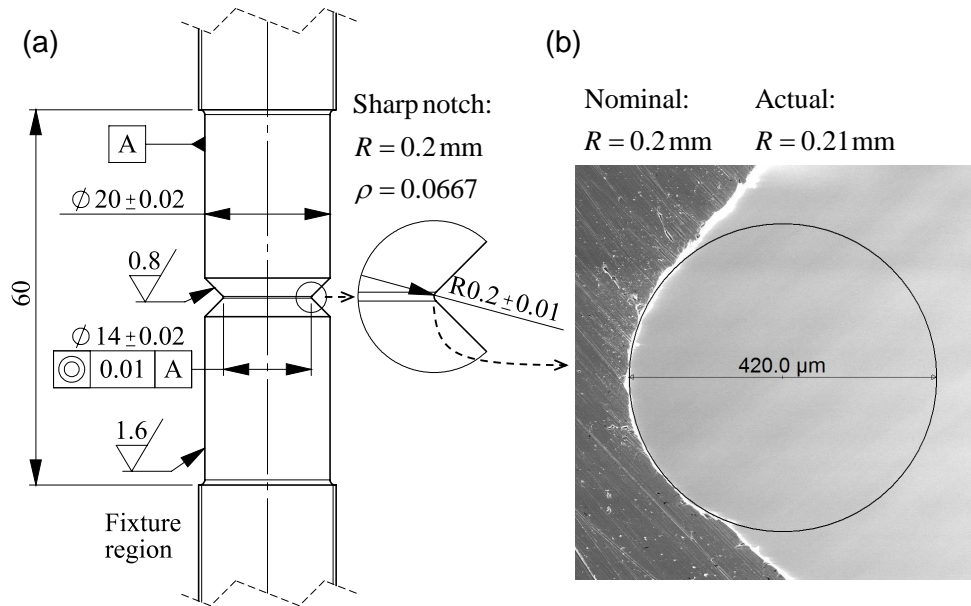 (a)
A
⌀20±0.02
0.8
60
⌀14±0.02
◎ 0.01 A
1.6
Fixture
region
Sharp notch:
R = 0.2 mm
ρ = 0.0667
R0.2±0.01
(b)
Nominal: Actual:
R = 0.2 mm R = 0.21 mm
420.0 µm